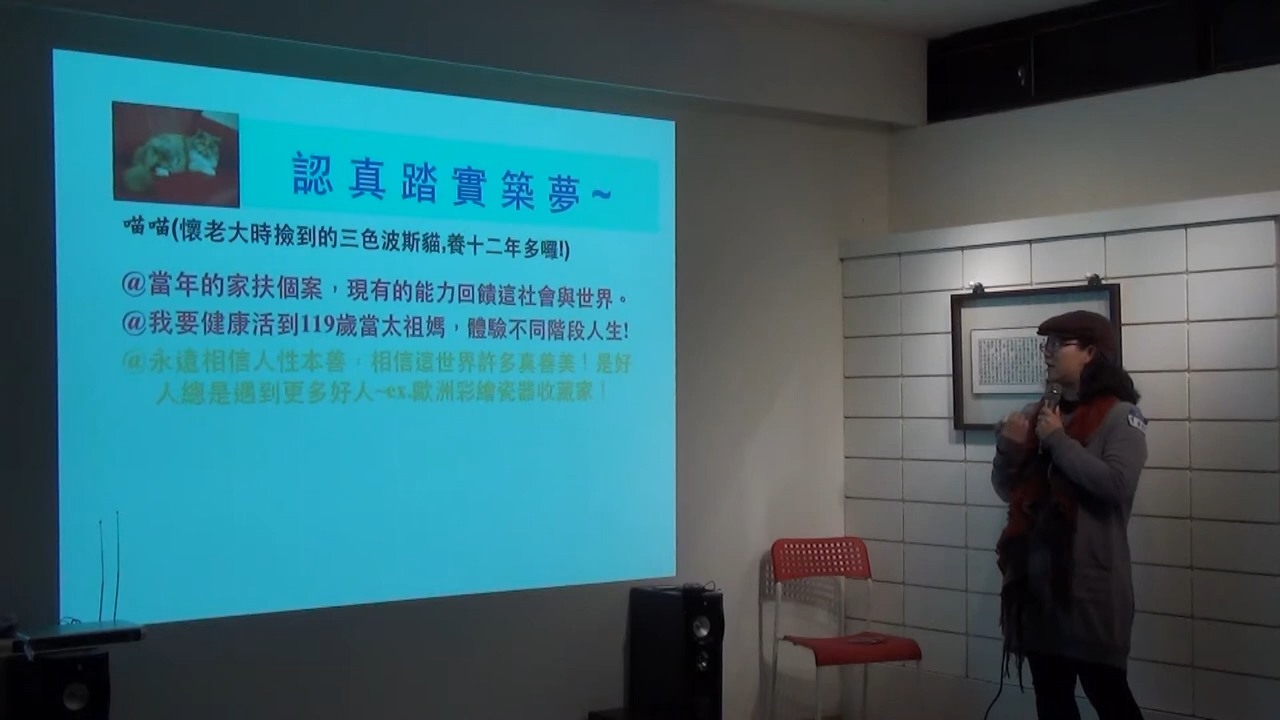 認真踏實築夢~
喵喵(懷老大時撿到的三色波斯貓,養十二年多囉!)
@當年的家扶個案,現有的能力回饋這社會與世界。
@我要健康活到119歲當太祖媽,體驗不同階段人生!
@永遠相信人性本善,相信這世界許多真善美!是好
人總是遇到更多好人~ex.歐洲彩繪瓷器收藏家!